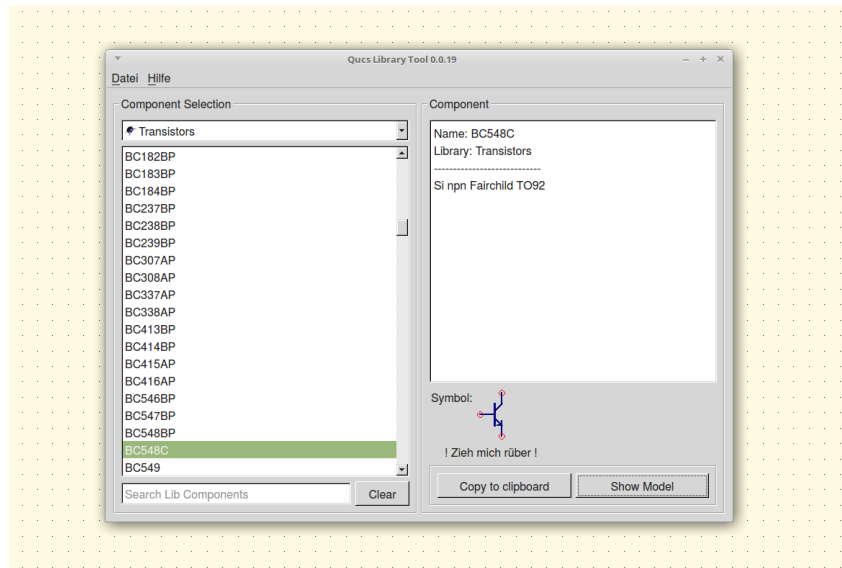 Qucs Library Tool 0.0.19
Datei Hilfe
Component Selection
Transistors
BC182BP
BC183BP
BC184BP
BC237BP
BC238BP
BC239BP
BC307AP
BC308AP
BC337AP
BC338AP
BC413BP
BC414BP
BC415AP
BC416AP
BC546BP
BC547BP
BC548BP
BC548C
BC549
Search Lib Components
Clear
Component
Name: BC548C
Library: Transistors
----------------------------
Si npn Fairchild TO92
Symbol:
! Zieh mich rüber !
Copy to clipboard
Show Model